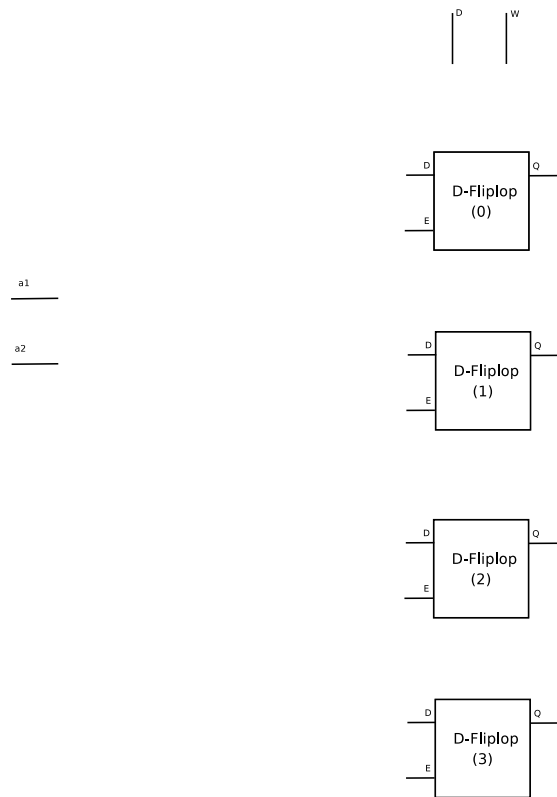 D W
D Q
D-Fliplop
(0)
E
a1
a2
D Q
D-Fliplop
(1)
E
D Q
D-Fliplop
(2)
E
D Q
D-Fliplop
(3)
E